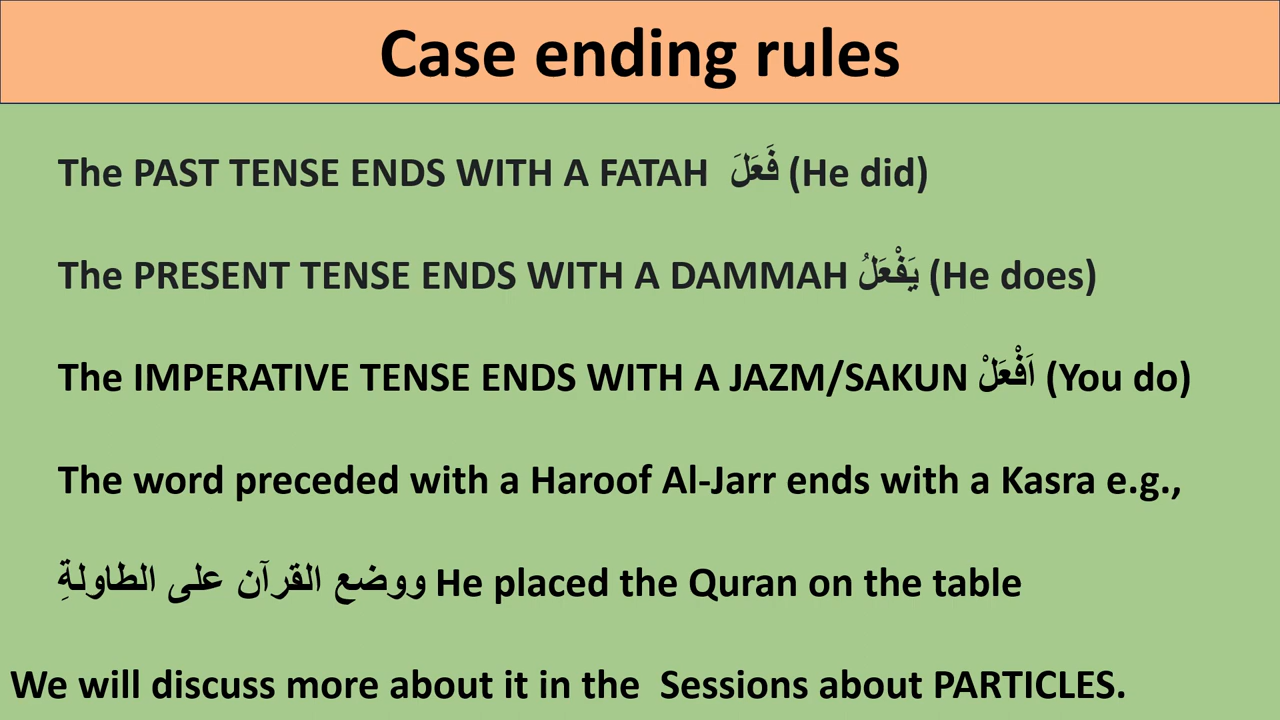 Case ending rules
The PAST TENSE ENDS WITH A FATAH فَعَلَ (He did)
The PRESENT TENSE ENDS WITH A DAMMAH يَفْعَلُ (He does)
The IMPERATIVE TENSE ENDS WITH A JAZM/SAKUN اَفْعَلْ (You do)
The word preceded with a Haroof Al-Jarr ends with a Kasra e.g.,
ووضع القرآن على الطاولةِ He placed the Quran on the table
We will discuss more about it in the Sessions about PARTICLES.